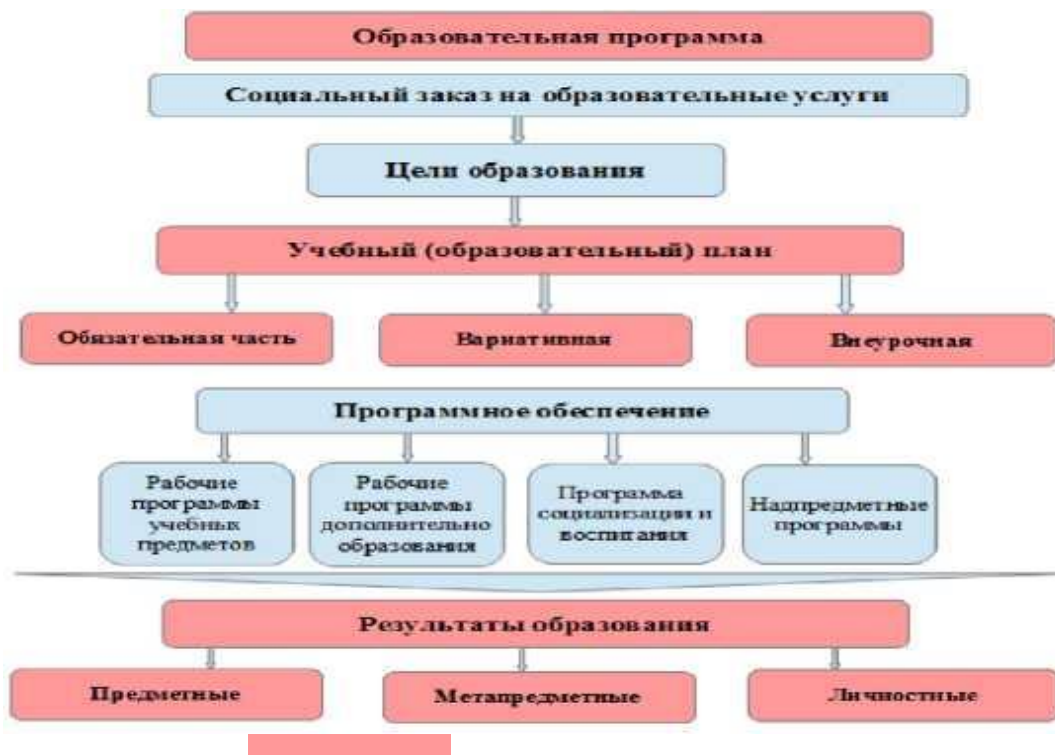 Образовательная программа
Социальный заказ на образовательные услуги
Цели образования
Учебный (образовательный) план
Обязательная часть
Вариативная
Внеурочная
Программное обеспечение
Рабочие
программы
учебных
предметов
Рабочие
программы
дополнительно
образования
Программа
социализации и
воспитания
Надпредметные
программы
Результаты образования
Предметные
Метапредметные
Личностные